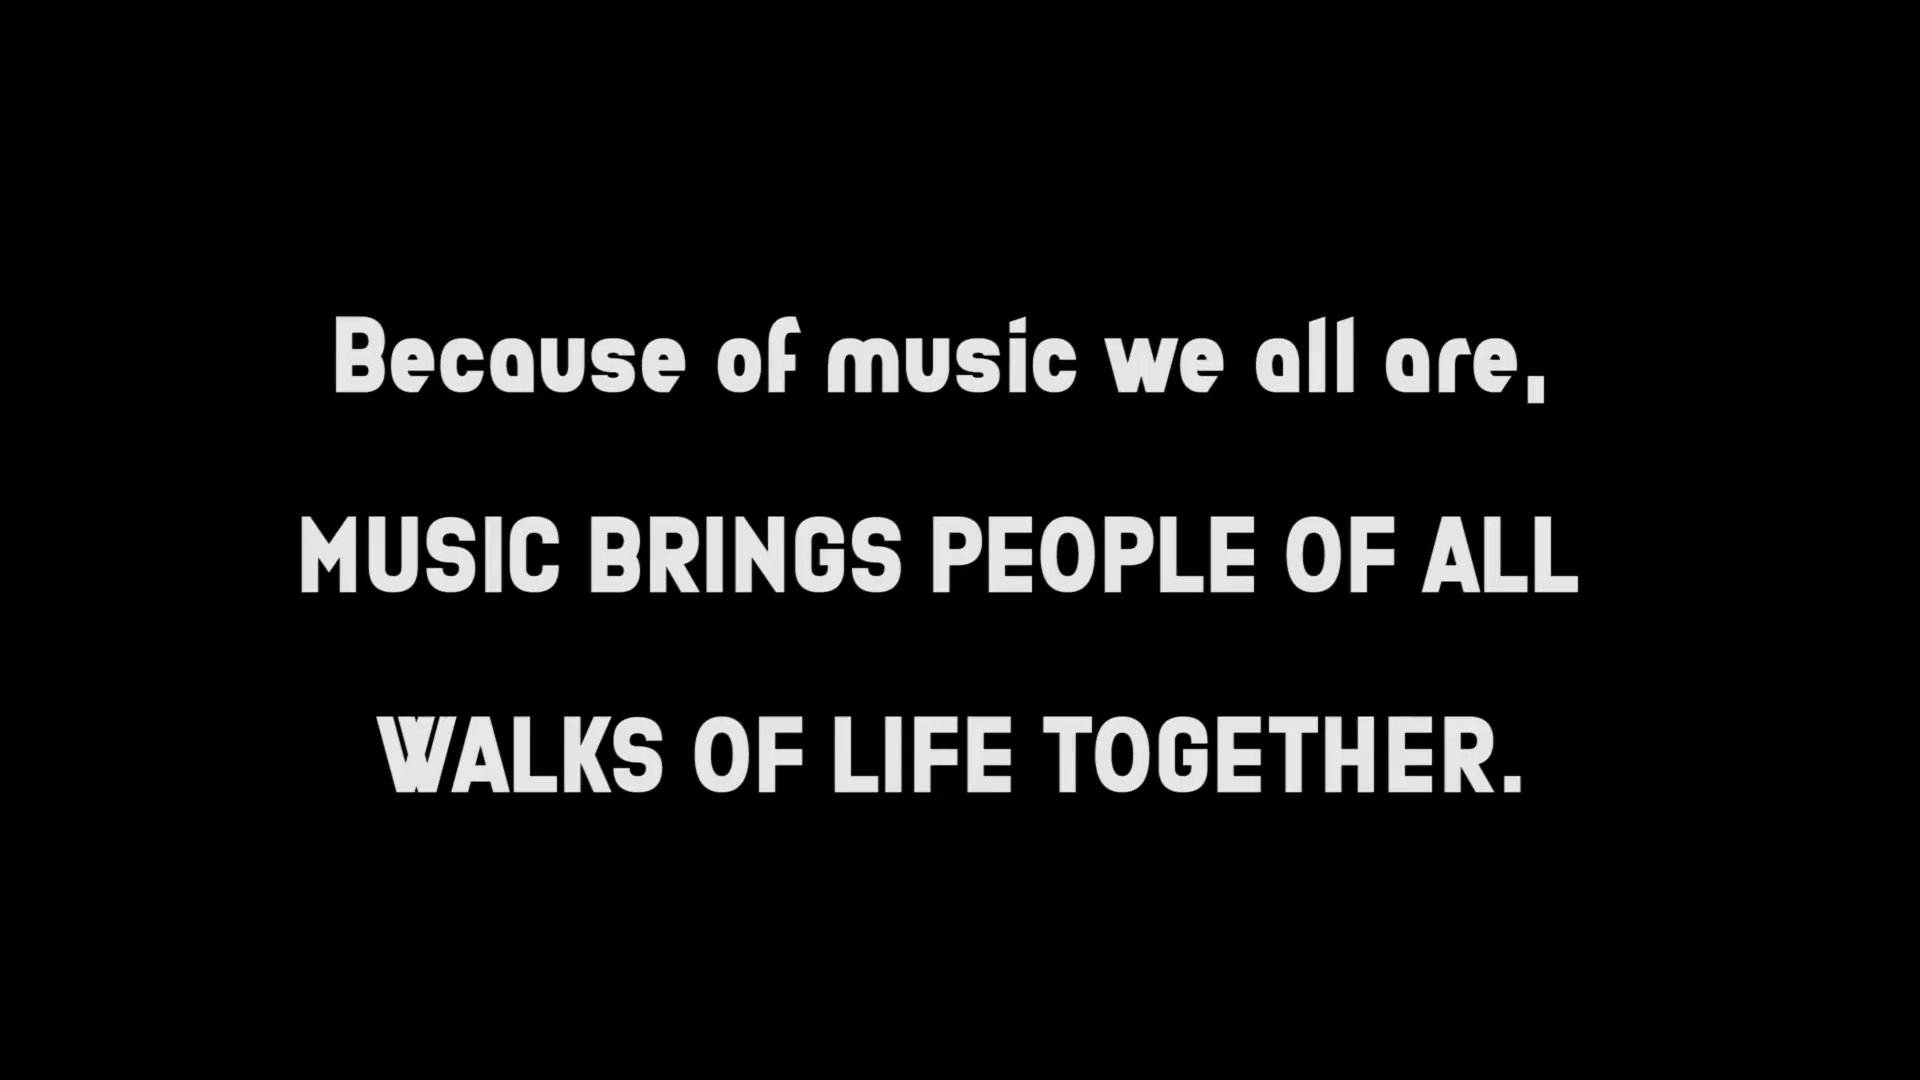 Because of music we all are,
MUSIC BRINGS PEOPLE OF ALL
WALKS OF LIFE TOGETHER.